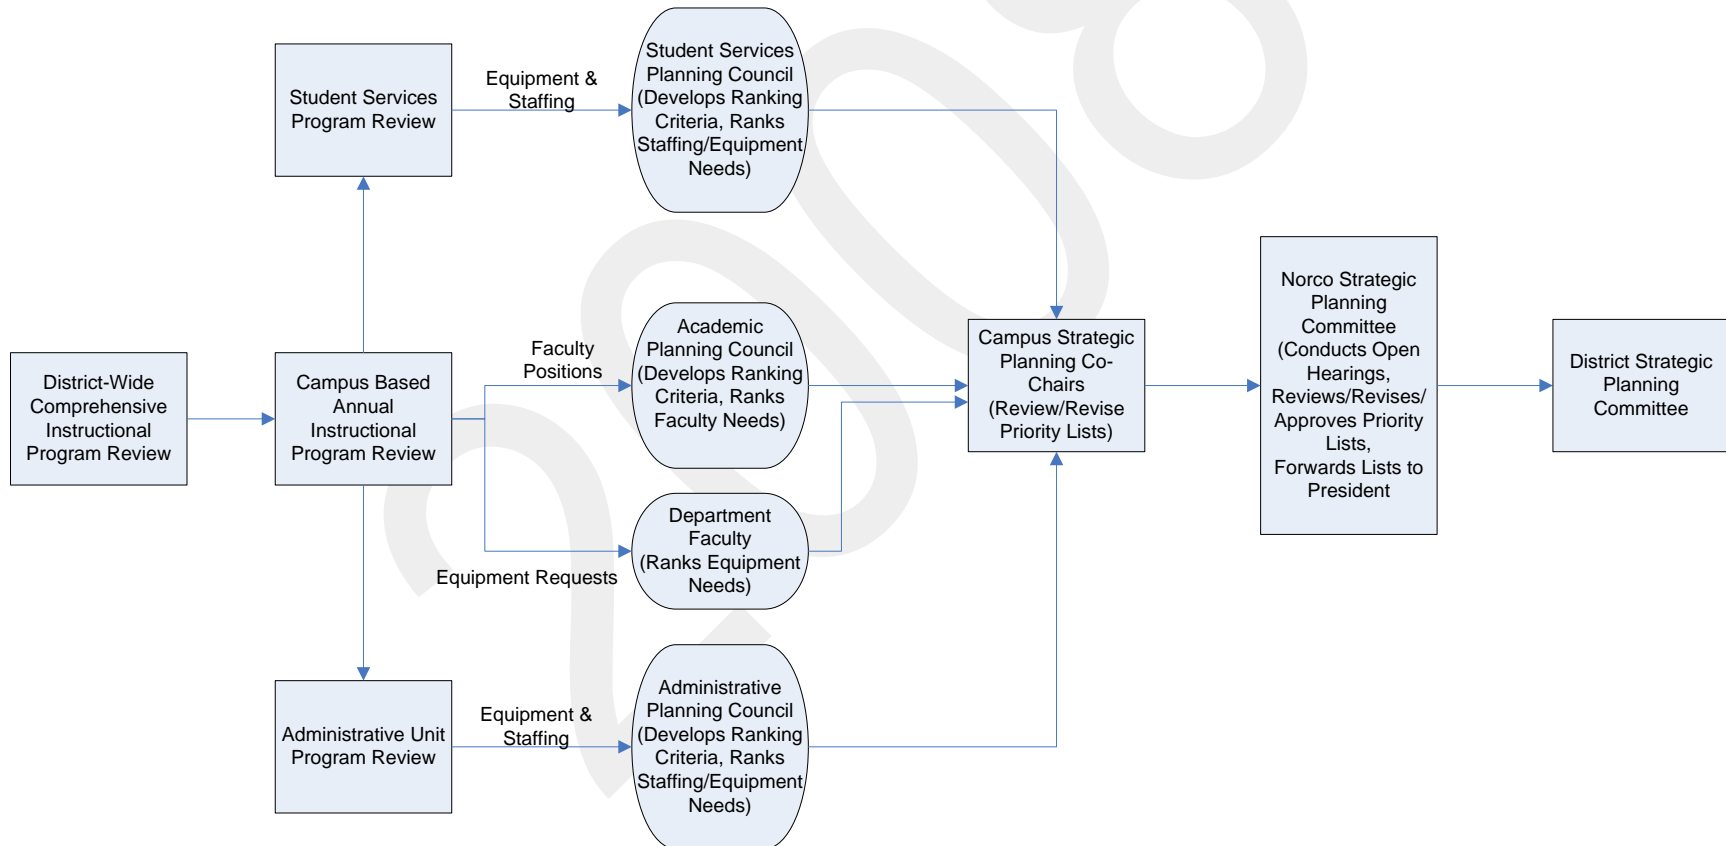 Student Services
Program Review
Equipment &
Staffing
Student Services
Planning Council
(Develops Ranking
Criteria, Ranks
Staffing/Equipment
Needs)
District-Wide
Comprehensive
Instructional
Program Review
Campus Based
Annual
Instructional
Program Review
Faculty
Positions
Academic
Planning Council
(Develops Ranking
Criteria, Ranks
Faculty Needs)
Equipment Requests
Department
Faculty
(Ranks Equipment
Needs)
Administrative Unit
Program Review
Equipment &
Staffing
Administrative
Planning Council
(Develops Ranking
Criteria, Ranks
Staffing/Equipment
Needs)
Campus Strategic
Planning Co-
Chairs
(Review/Revise
Priority Lists)
Norco Strategic
Planning
Committee
(Conducts Open
Hearings,
Reviews/Revises/
Approves Priority
Lists,
Forwards Lists to
President
District Strategic
Planning
Committee
2008